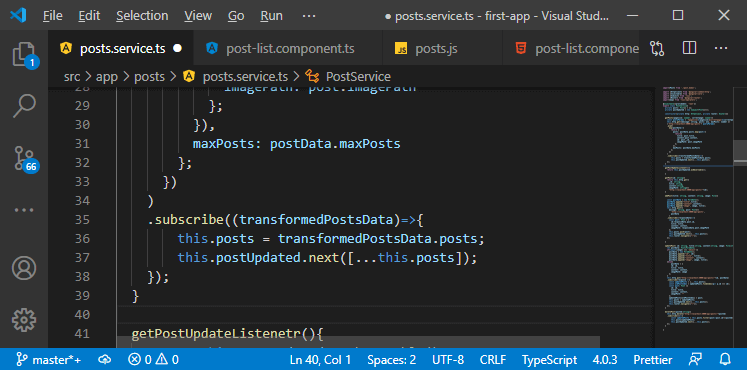 File Edit Selection View Go Run ··· ● posts.service.ts - first-app - Visual Stud...
posts.service.ts ● post-list.component.ts JS posts.js post-list.compone
src > app > posts > posts.service.ts > PostService
28 imagePath: post.imagePath
29 };
30 }),
31 maxPosts: postData.maxPosts
32 };
33 })
34 )
35 .subscribe((transformedPostsData)=>{
36 this.posts = transformedPostsData.posts;
37 this.postUpdated.next([...this.posts]);
38 });
39 }
40
41 getPostUpdateListenetr(){
1
66
master*+ 0 0 Ln 40, Col 1 Spaces: 2 UTF-8 CRLF TypeScript 4.0.3 Prettier